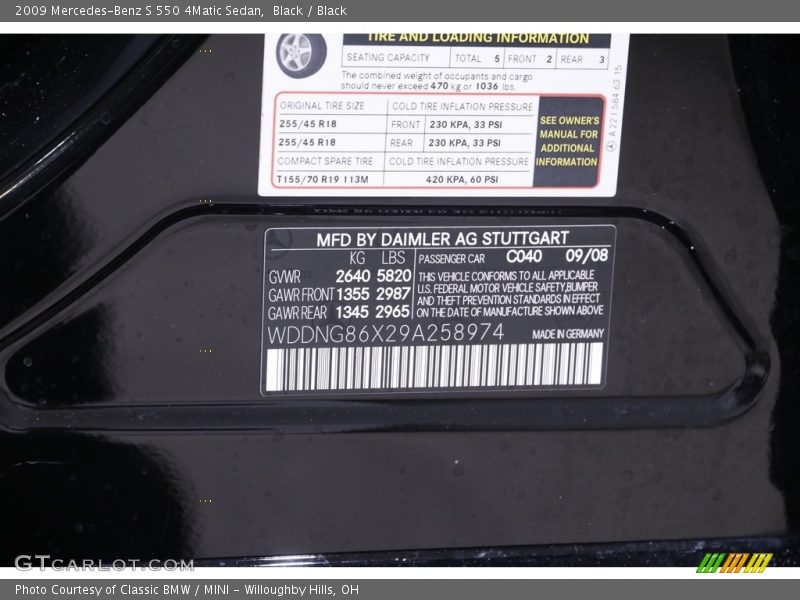 2009 Mercedes-Benz S 550 4Matic Sedan, Black / Black
TIRE AND LOADING INFORMATION
SEATING CAPACITY TOTAL 5 FRONT 2 REAR 3
The combined weight of occupants and cargo
should never exceed 470 kg or 1036 lbs.
ORIGINAL TIRE SIZE COLD TIRE INFLATION PRESSURE
255/45 R18 FRONT 230 KPA, 33 PSI
255/45 R18 REAR 230 KPA, 33 PSI
COMPACT SPARE TIRE COLD TIRE INFLATION PRESSURE
T155/70 R19 113M 420 KPA, 60 PSI
SEE OWNER'S
MANUAL FOR
ADDITIONAL
INFORMATION
A 221 584 63 15
MFD BY DAIMLER AG STUTTGART
KG LBS PASSENGER CAR C040 09/08
GVWR 2640 5820
GAWR FRONT 1355 2987
GAWR REAR 1345 2965
THIS VEHICLE CONFORMS TO ALL APPLICABLE
U.S. FEDERAL MOTOR VEHICLE SAFETY,BUMPER
AND THEFT PREVENTION STANDARDS IN EFFECT
ON THE DATE OF MANUFACTURE SHOWN ABOVE
WDDNG86X29A258974 MADE IN GERMANY
GTCarLot.com
Photo Courtesy of Classic BMW / MINI - Willoughby Hills, OH